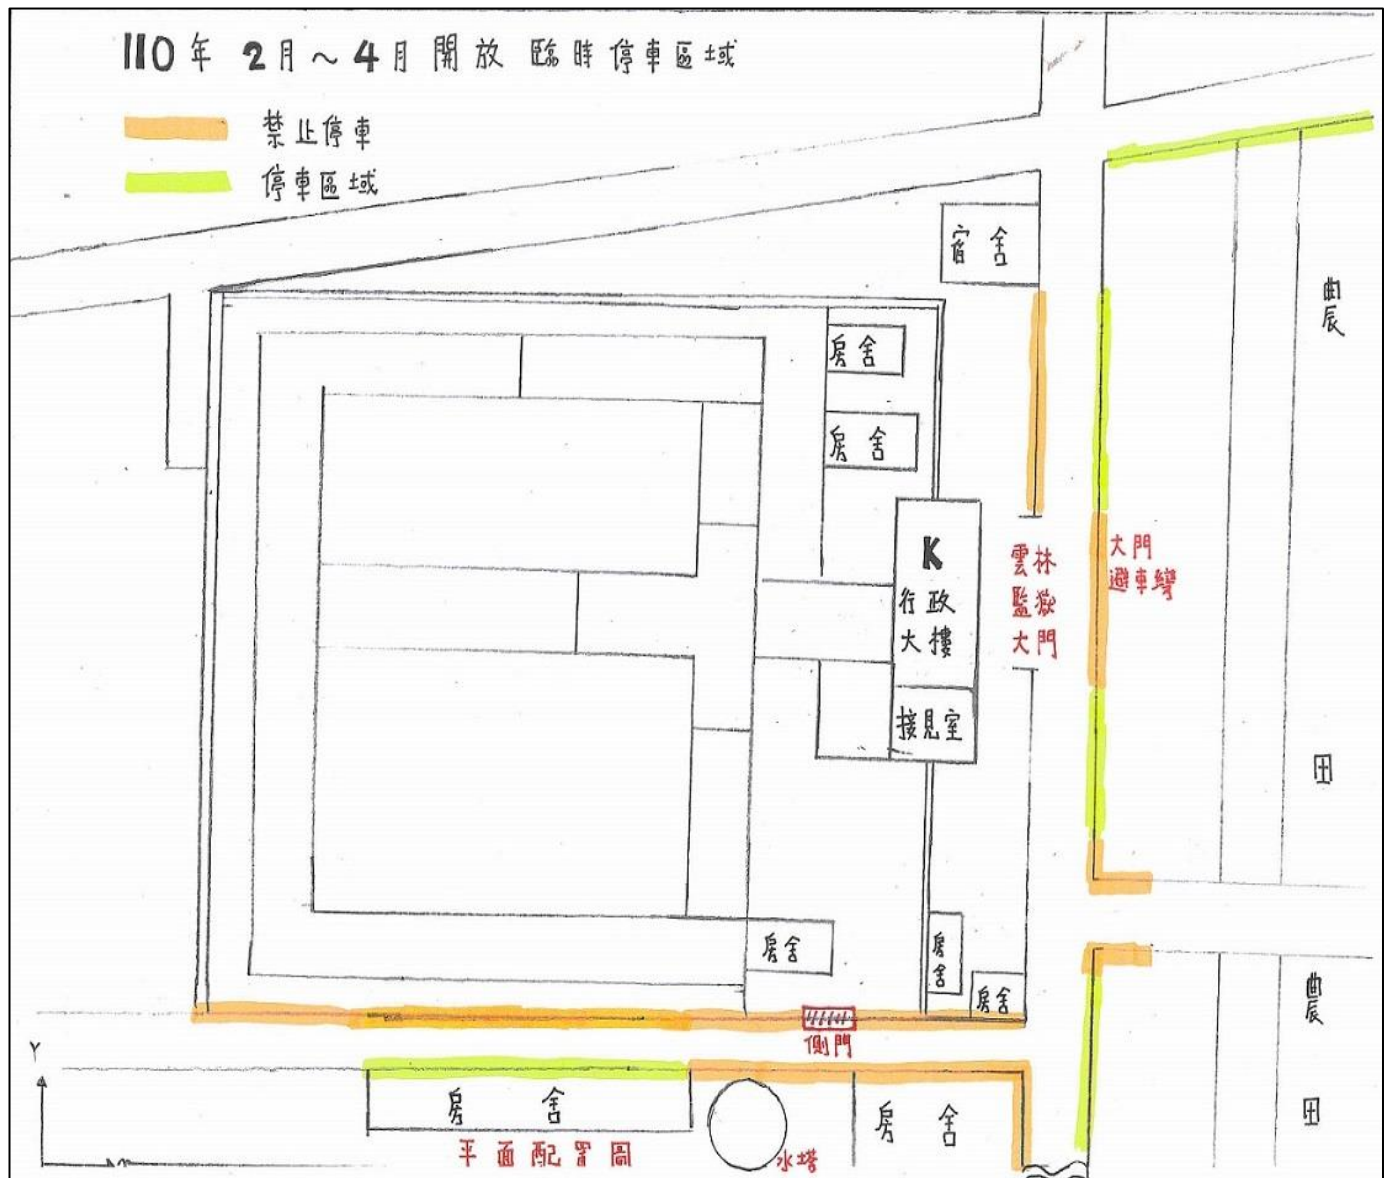 110年 2月～4月 開放 臨時停車區域
禁止停車
停車區域
宿舍
農
田
房舍
房舍
K
行政
大樓
接見室
雲林
監獄
大門
大門
避車彎
房舍
房舍
房舍
側門
農
田
Y
房舍
房舍
平面配置圖
水塔